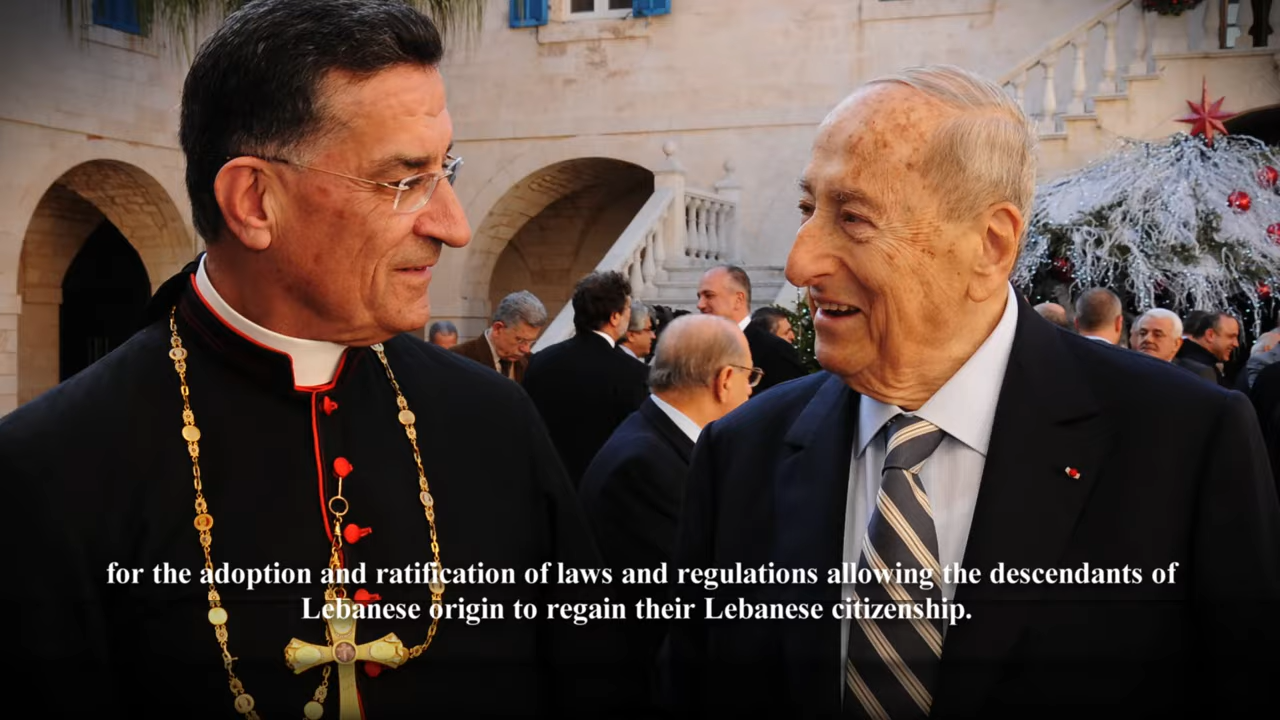 for the adoption and ratification of laws and regulations allowing the descendants of
Lebanese origin to regain their Lebanese citizenship.